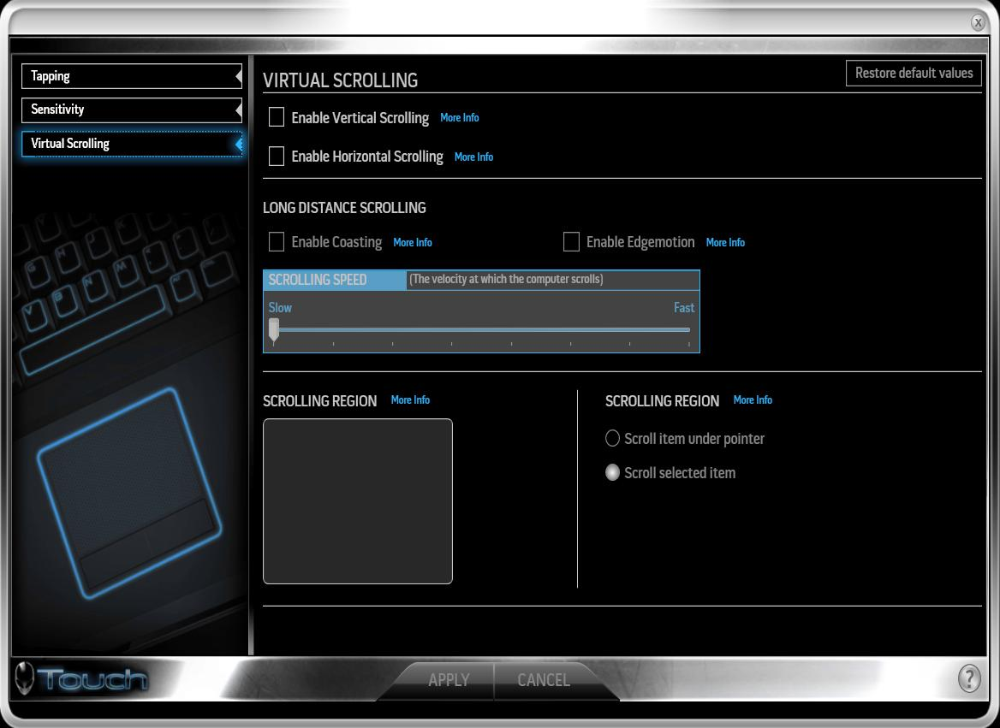 X
Tapping
Sensitivity
Virtual Scrolling
VIRTUAL SCROLLING
Restore default values
Enable Vertical Scrolling More Info
Enable Horizontal Scrolling More Info
LONG DISTANCE SCROLLING
Enable Coasting More Info
Enable Edgemotion More Info
SCROLLING SPEED (The velocity at which the computer scrolls)
Slow Fast
SCROLLING REGION More Info
SCROLLING REGION More Info
Scroll item under pointer
Scroll selected item
Touch
APPLY
CANCEL
?